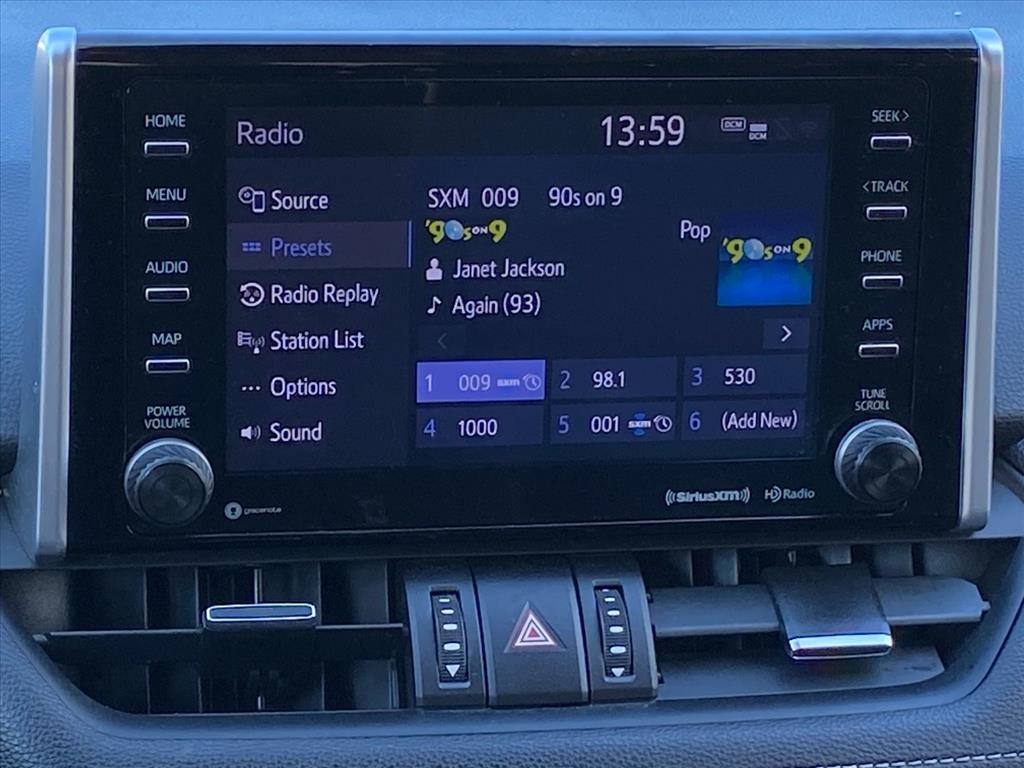 HOME
MENU
AUDIO
MAP
POWER
VOLUME
Radio
13:59
DCM
DCM
Source
Presets
Radio Replay
Station List
Options
Sound
SXM 009 90s on 9
'90s ON 9
Pop
'90s ON 9
Janet Jackson
Again (93)
1 009 sxm
2 98.1
3 530
4 1000
5 001 sxm
6 (Add New)
SEEK >
< TRACK
PHONE
APPS
TUNE
SCROLL
gracenote
((SiriusXM))
HD Radio